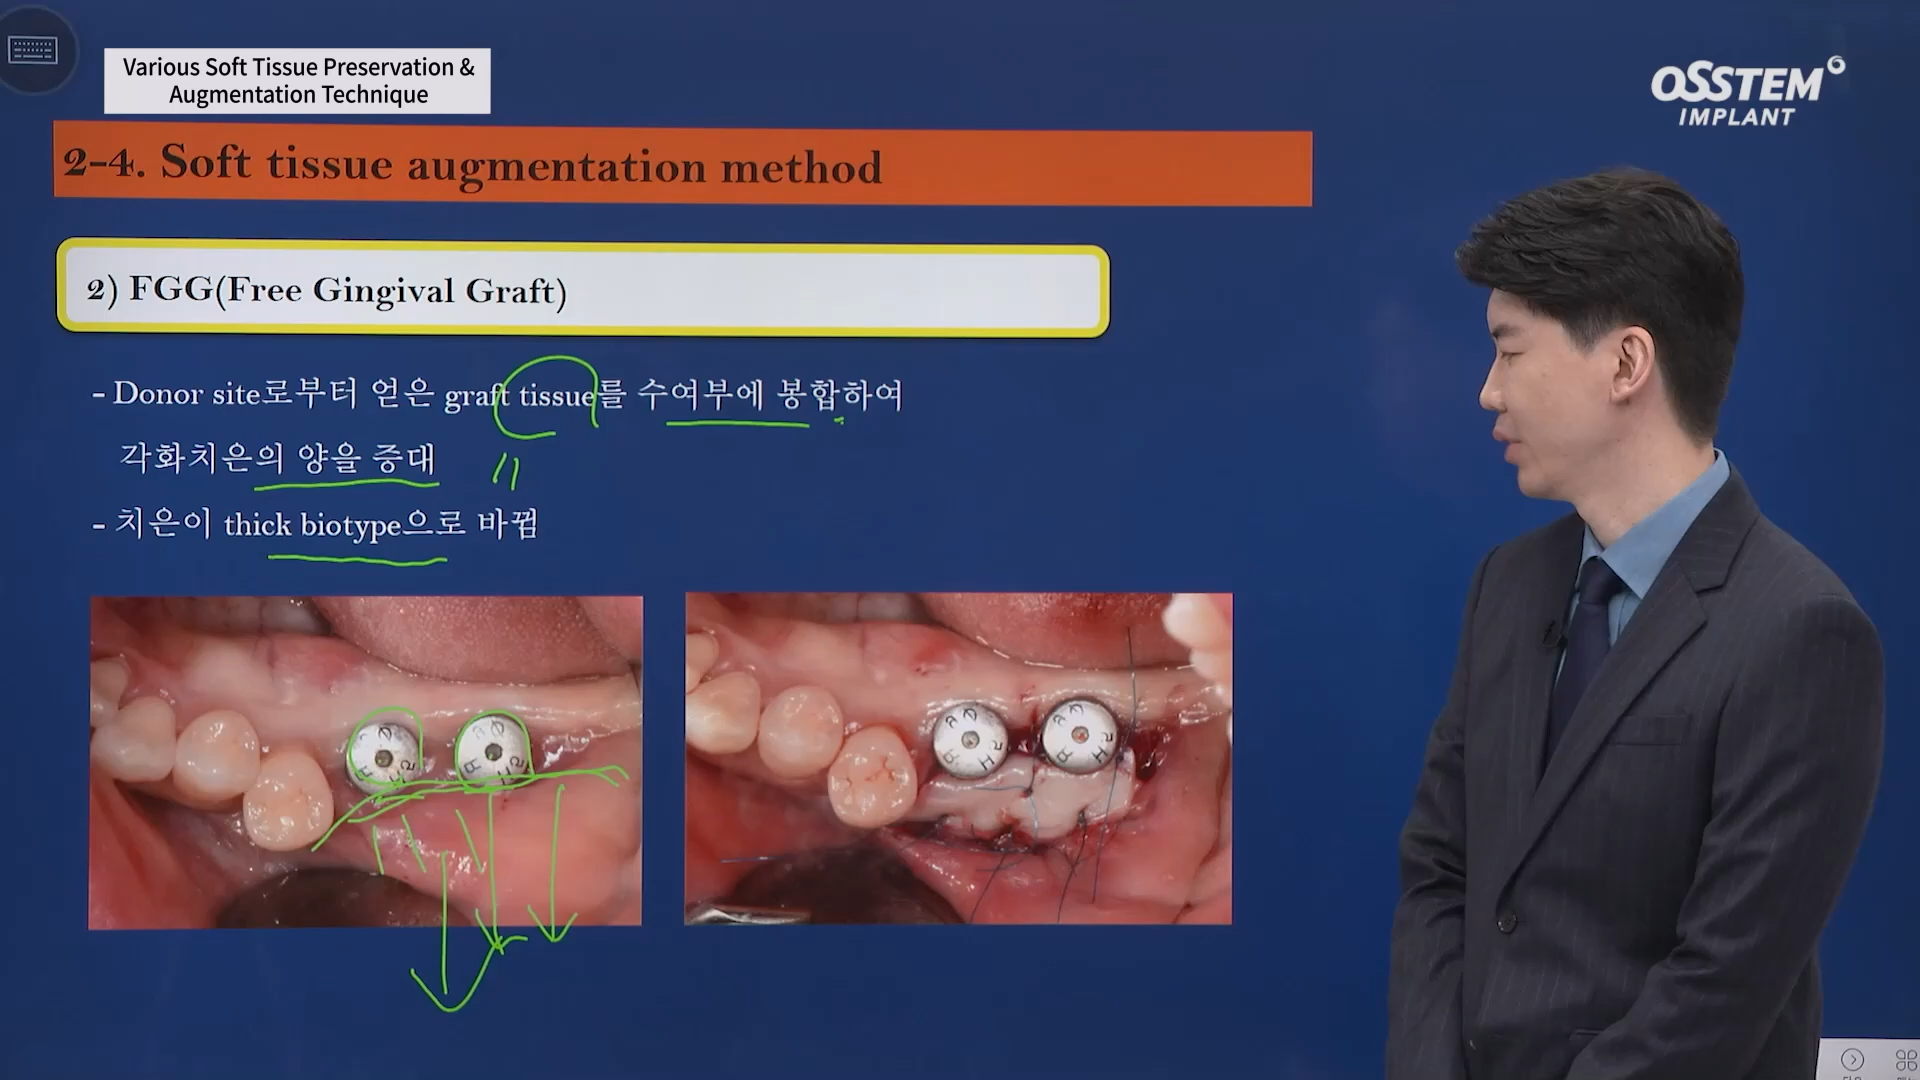 Various Soft Tissue Preservation &
Augmentation Technique
OSSTEM
IMPLANT
2-4. Soft tissue augmentation method
2) FGG(Free Gingival Graft)
- Donor site로부터 얻은 graft tissue를 수여부에 봉합하여
각화치은의 양을 증대
- 치은이 thick biotype으로 바뀜